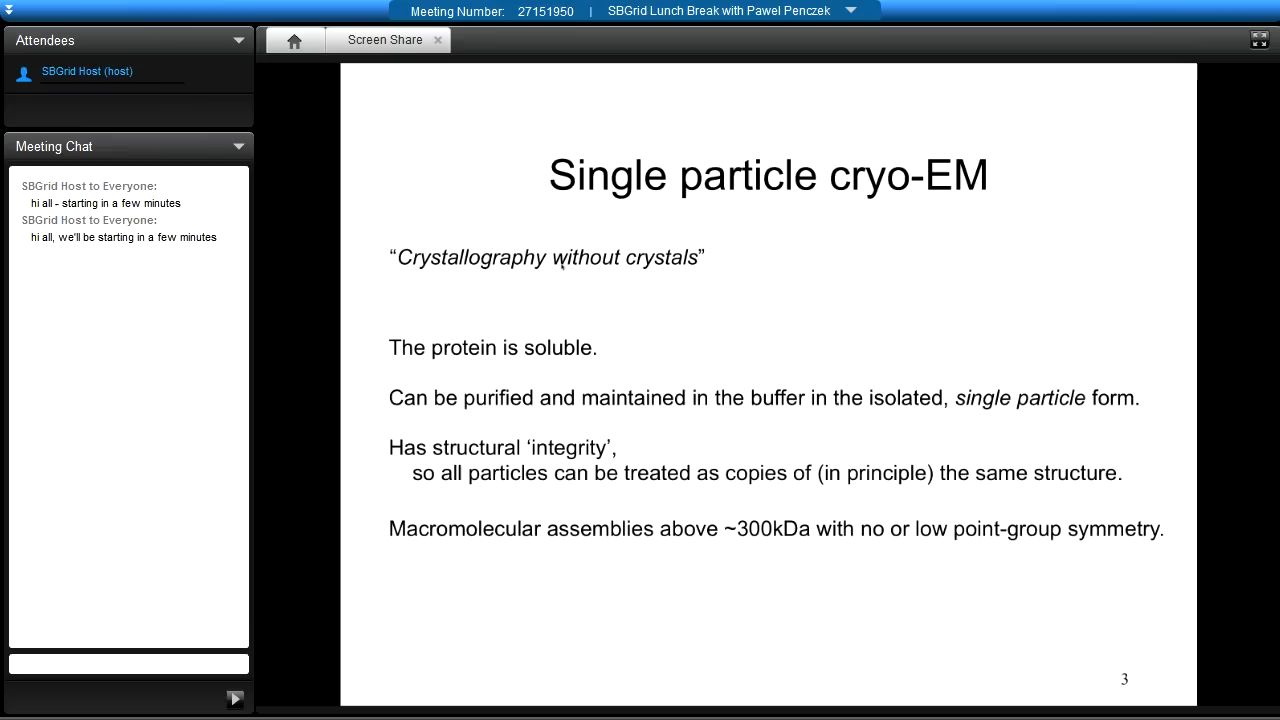 Meeting Number: 27151950 | SBGrid Lunch Break with Pawel Penczek
Attendees
SBGrid Host (host)
Meeting Chat
SBGrid Host to Everyone:
hi all - starting in a few minutes
SBGrid Host to Everyone:
hi all, we'll be starting in a few minutes
Screen Share
Single particle cryo-EM
“Crystallography without crystals”
The protein is soluble.
Can be purified and maintained in the buffer in the isolated, single particle form.
Has structural ‘integrity’,
so all particles can be treated as copies of (in principle) the same structure.
Macromolecular assemblies above ~300kDa with no or low point-group symmetry.
3